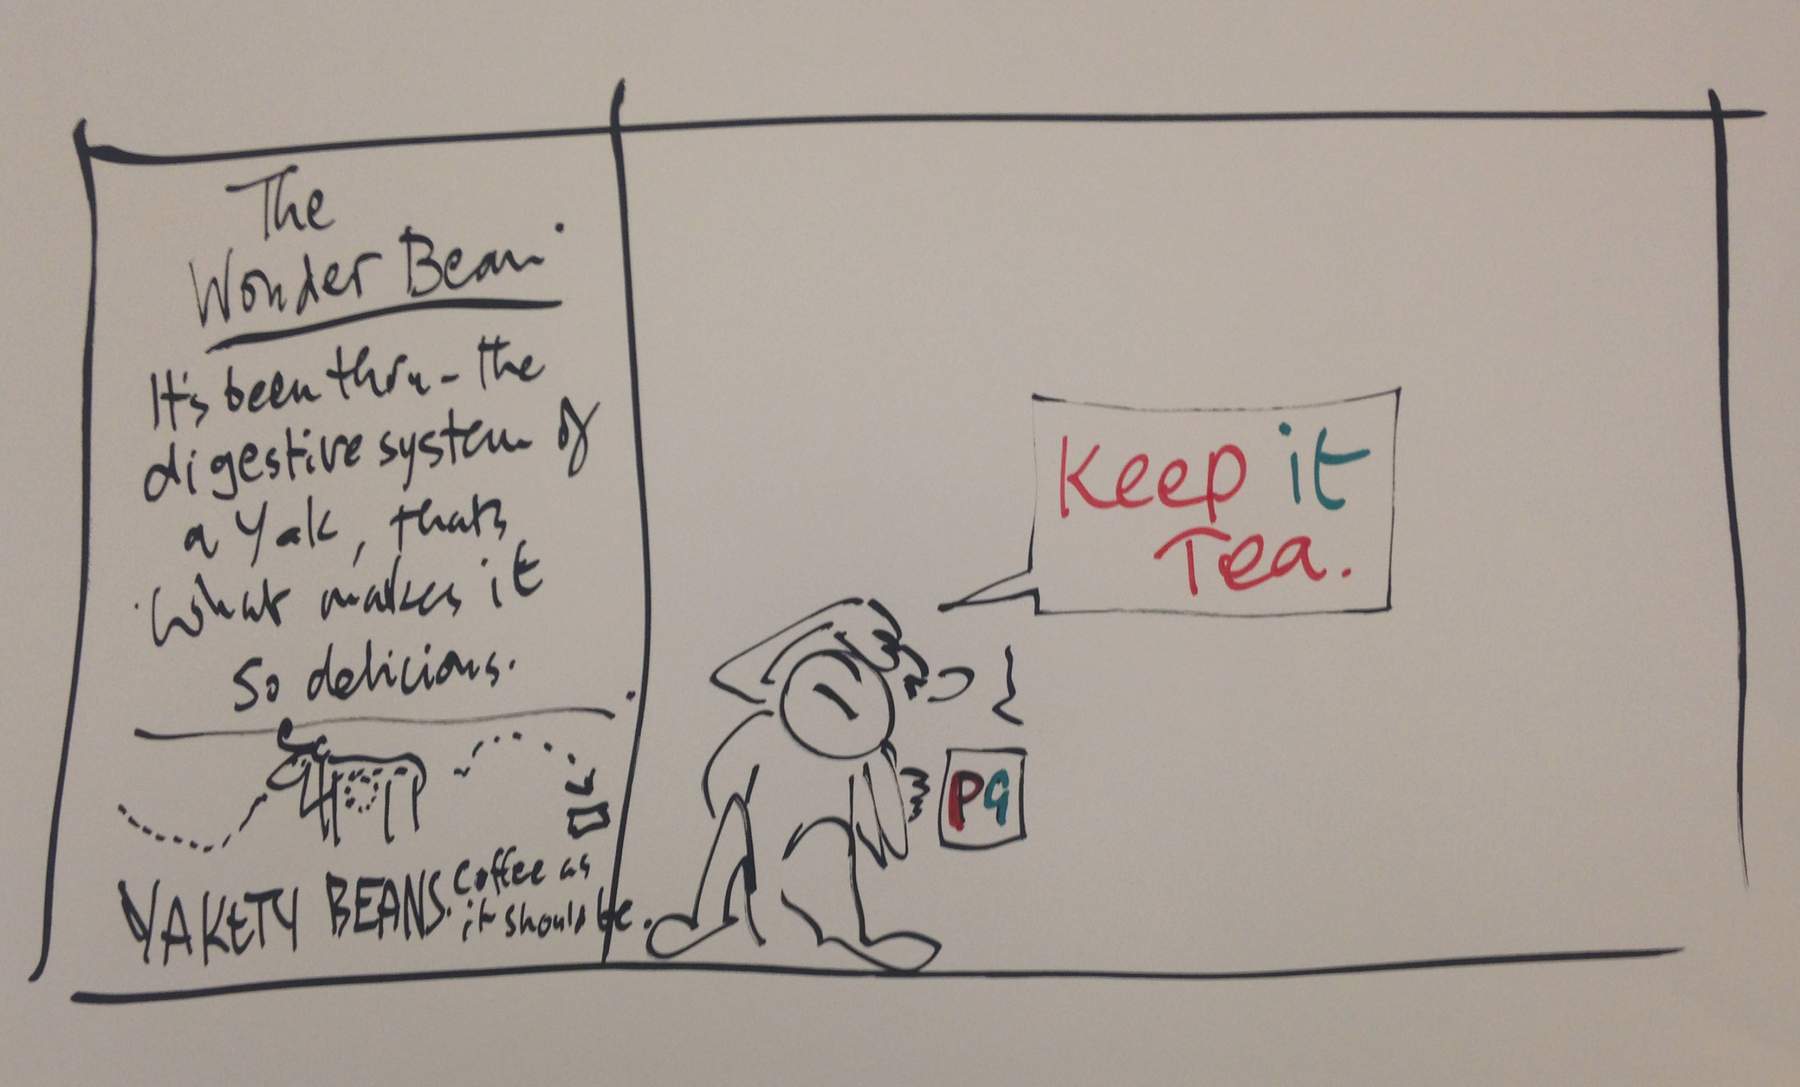 The
Wonder Bean
It's been thru-the
digestive system of
a Yak, thats
what makes it
so delicious.
YAKETY BEANS. Coffee as
it should be.
Keep it
Tea.
PG